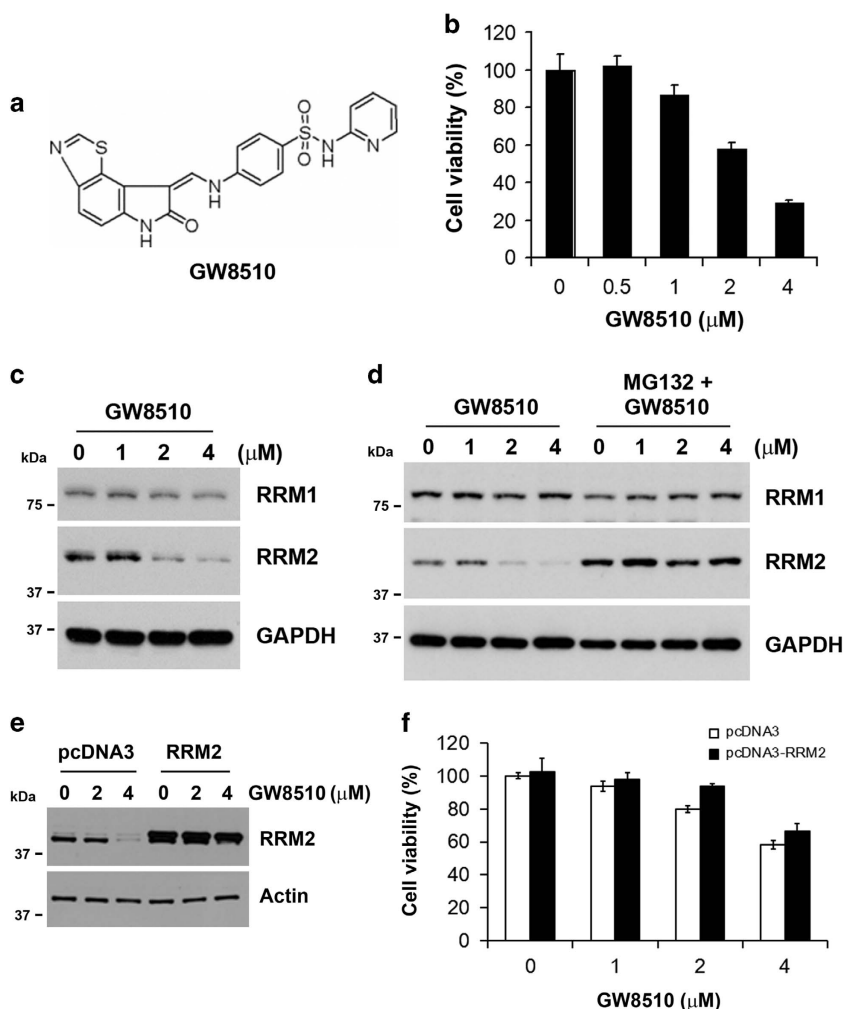 a
N
S
N
H
O
N
H
O
S
O
NH
N
GW8510
b
Cell viability (%)
120
100
80
60
40
20
0
0 0.5 1 2 4
GW8510 (μM)
c
GW8510
0 1 2 4 (μM)
kDa
75
RRM1
RRM2
37
37
GAPDH
d
GW8510
MG132 +
GW8510
0 1 2 4 0 1 2 4 (μM)
kDa
75
RRM1
RRM2
37
37
GAPDH
e
pcDNA3 RRM2
0 2 4 0 2 4 GW8510 (μM)
kDa
RRM2
37
Actin
37
f
pcDNA3
pcDNA3-RRM2
Cell viability (%)
120
100
80
60
40
20
0
0 1 2 4
GW8510 (μM)